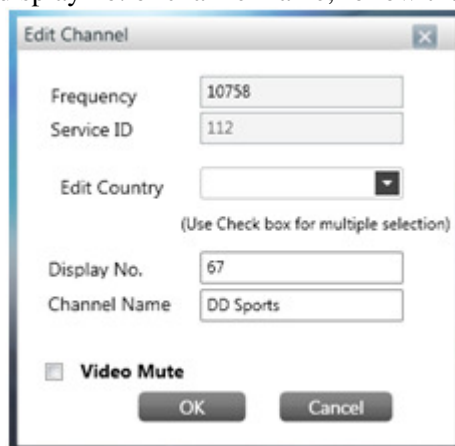 Edit Channel
Frequency 10758
Service ID 112
Edit Country
(Use Check box for multiple selection)
Display No. 67
Channel Name DD Sports
Video Mute
OK Cancel